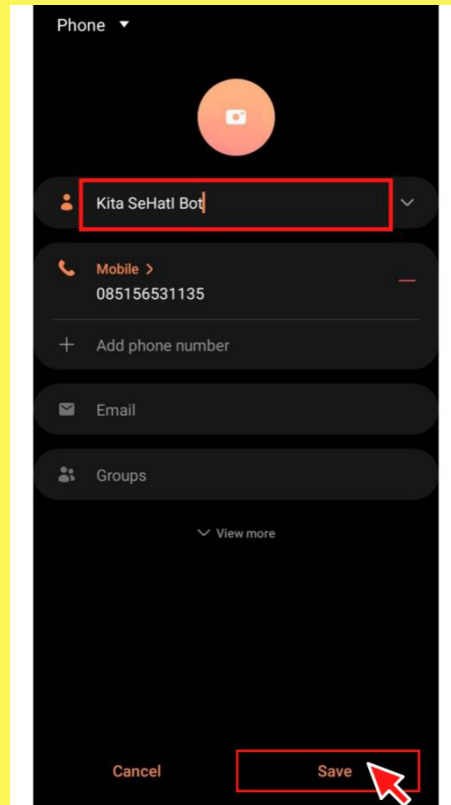 Phone
Kita SeHatI Bot
Mobile >
085156531135
Add phone number
Email
Groups
View more
Cancel
Save